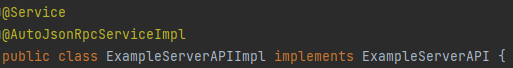 @Service
@AutoJsonRpcServiceImpl
public class ExampleServerAPIImpl implements ExampleServerAPI {